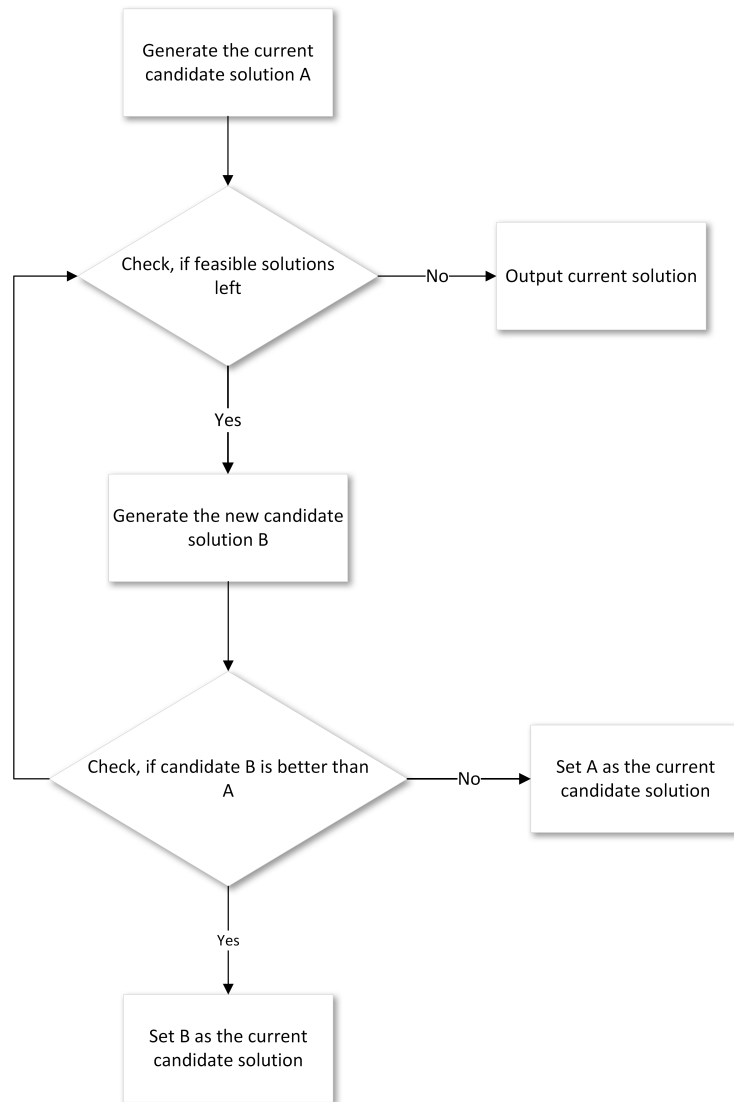 Generate the current
candidate solution A
Check, if feasible solutions
left
No
Output current solution
Yes
Generate the new candidate
solution B
Check, if candidate B is better than
A
No
Set A as the current
candidate solution
Yes
Set B as the current
candidate solution